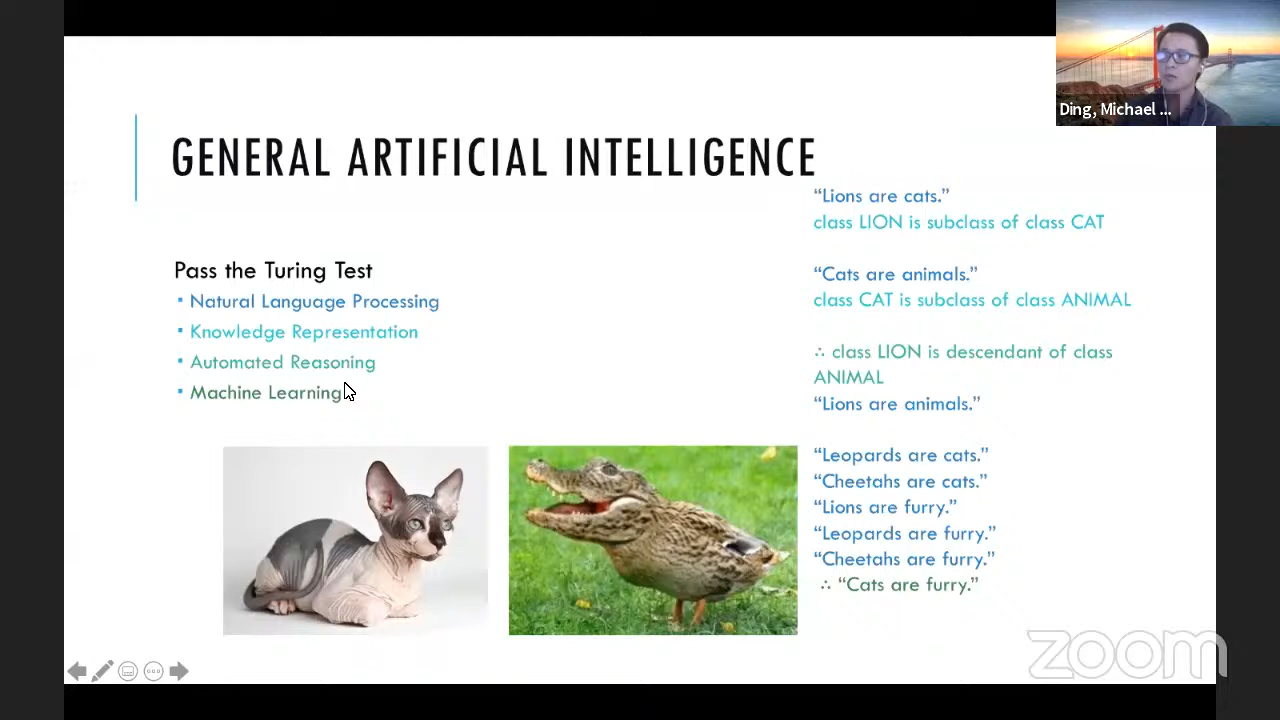 Ding, Michael ...
GENERAL ARTIFICIAL INTELLIGENCE
Pass the Turing Test
▪ Natural Language Processing
▪ Knowledge Representation
▪ Automated Reasoning
▪ Machine Learning
“Lions are cats.”
class LION is subclass of class CAT
“Cats are animals.”
class CAT is subclass of class ANIMAL
∴ class LION is descendant of class
ANIMAL
“Lions are animals.”
“Leopards are cats.”
“Cheetahs are cats.”
“Lions are furry.”
“Leopards are furry.”
“Cheetahs are furry.”
∴ “Cats are furry.”
zoom